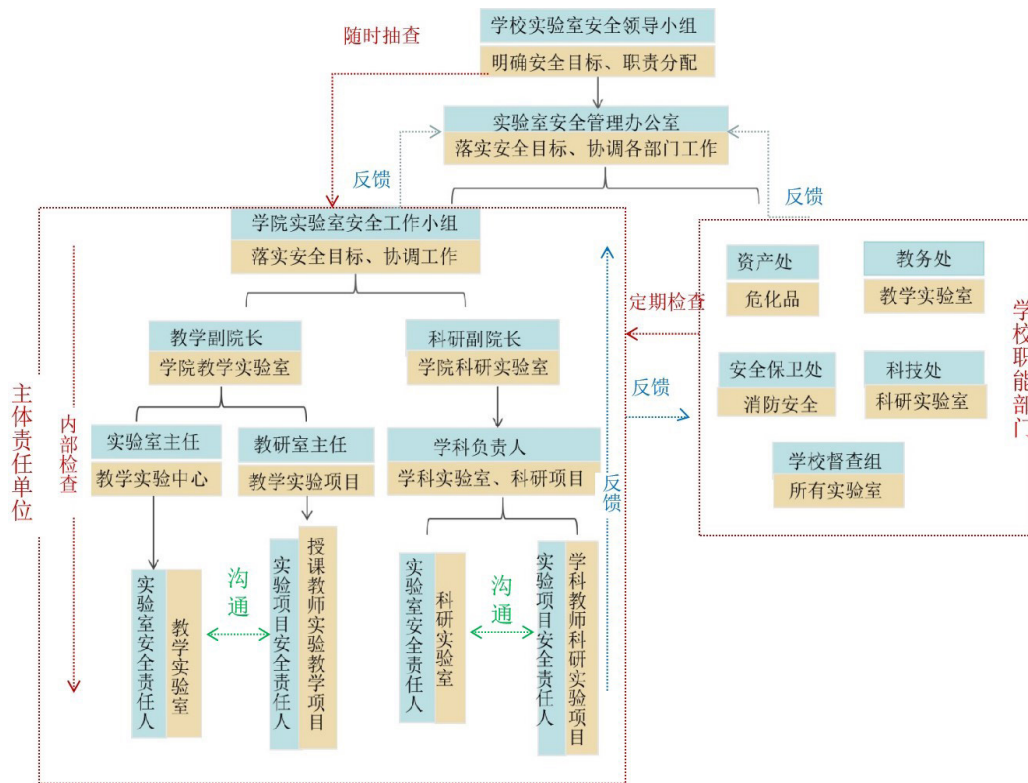 学校实验室安全领导小组
随时抽查
明确安全目标、职责分配
实验室安全管理办公室
落实安全目标、协调各部门工作
反馈
反馈
学院实验室安全工作小组
落实安全目标、协调工作
资产处
危化品
教务处
教学实验室
定期检查
教学副院长
学院教学实验室
科研副院长
学院科研实验室
安全保卫处
消防安全
科技处
科研实验室
反馈
学校职能部门
主体责任单位
内部检查
实验室主任
教学实验中心
教研室主任
教学实验项目
学科负责人
学科实验室、科研项目
反馈
学校督查组
所有实验室
实验室安全责任人
教学实验室
沟通
实验项目安全责任人
授课教师实验教学项目
实验室安全责任人
科研实验室
沟通
实验项目安全责任人
学科教师科研实验项目